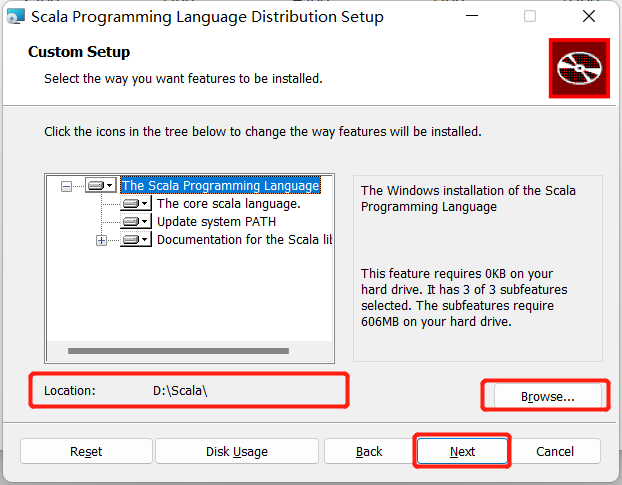 Scala Programming Language Distribution Setup
Custom Setup
Select the way you want features to be installed.
Click the icons in the tree below to change the way features will be installed.
The Scala Programming Language
The core scala language.
Update system PATH
Documentation for the Scala lib
The Windows installation of the Scala
Programming Language
This feature requires 0KB on your
hard drive. It has 3 of 3 subfeatures
selected. The subfeatures require
606MB on your hard drive.
Location: D:\Scala\
Browse...
Reset Disk Usage Back Next Cancel